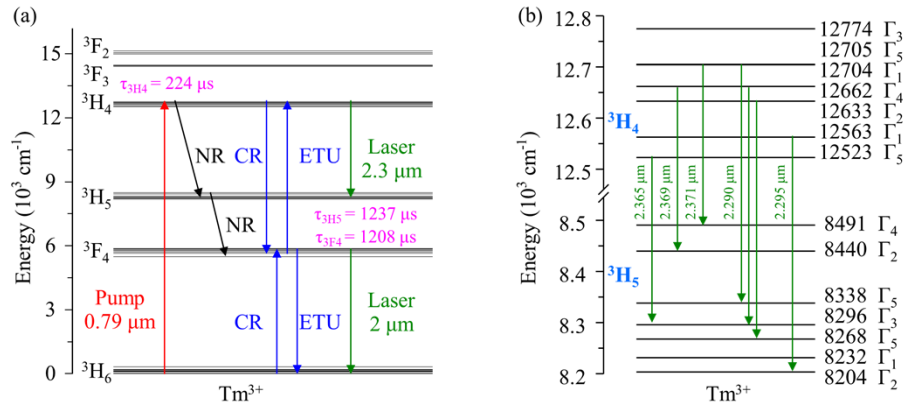 (a)
Energy (10³ cm⁻¹)
15
12
9
6
3
0
³F₂
³F₃
³H₄
³H₅
³F₄
³H₆
τ₃H₄ = 224 μs
NR
NR
CR
ETU
Laser
2.3 μm
τ₃H₅ = 1237 μs
τ₃F₄ = 1208 μs
Pump
0.79 μm
CR
ETU
Laser
2 μm
Tm³⁺
(b)
Energy (10³ cm⁻¹)
12.8
12.7
12.6
12.5
8.5
8.4
8.3
8.2
³H₄
³H₅
2.365 μm
2.369 μm
2.371 μm
2.290 μm
2.295 μm
12774 Γ₃
12705 Γ₅
12704 Γ₁
12662 Γ₄
12633 Γ₂
12563 Γ₁
12523 Γ₅
8491 Γ₄
8440 Γ₂
8338 Γ₅
8296 Γ₃
8268 Γ₅
8232 Γ₁
8204 Γ₂
Tm³⁺